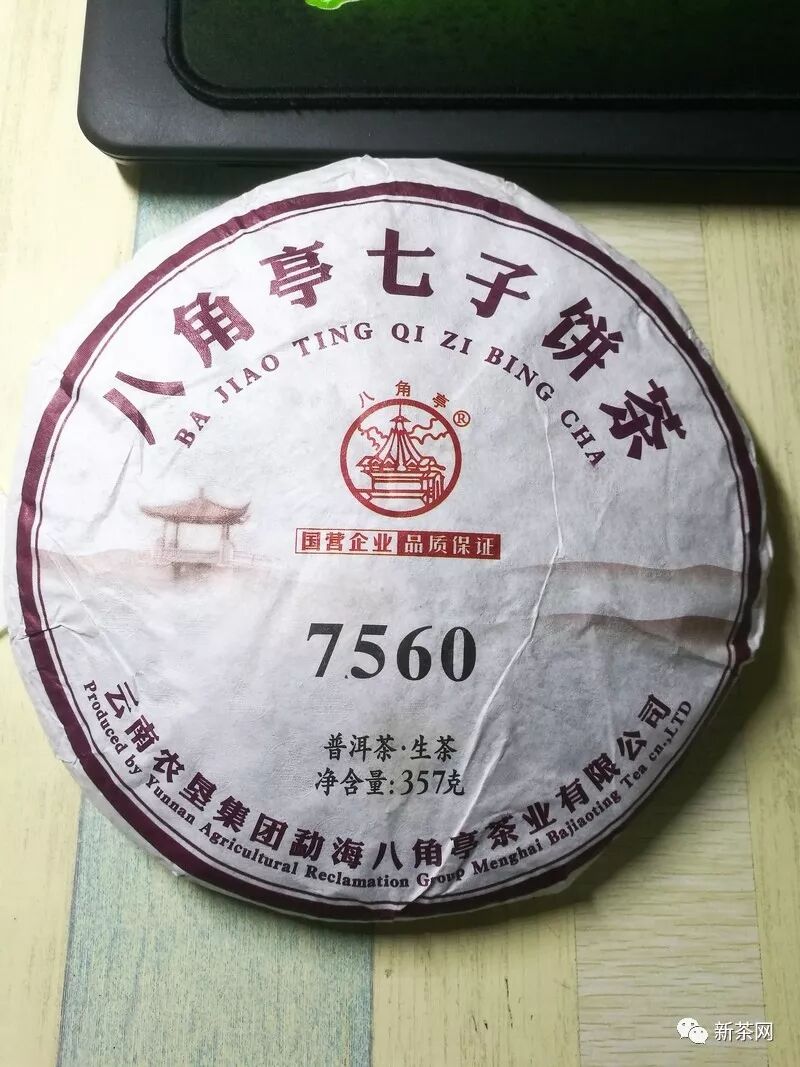 八角亭七子饼茶
BA JIAO TING QI ZI BING CHA
八角亭®
国营企业 品质保证
7560
普洱茶·生茶
净含量:357克
云南农垦集团勐海八角亭茶业有限公司
Produced by Yunnan Agricultural Reclamation Group Menghai Bajiaoting Tea cn.,LTD
新茶网